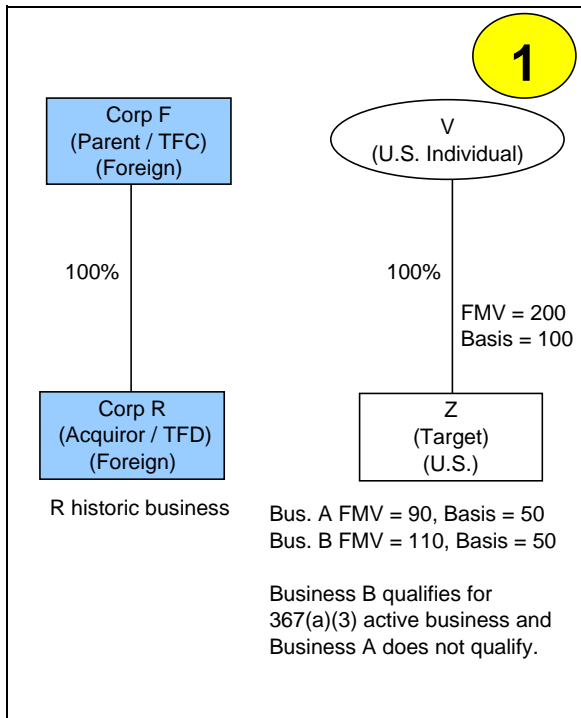 1
Corp F
(Parent / TFC)
(Foreign)
V
(U.S. Individual)
100%
100%
FMV = 200
Basis = 100
Corp R
(Acquiror / TFD)
(Foreign)
Z
(Target)
(U.S.)
R historic business
Bus. A FMV = 90, Basis = 50
Bus. B FMV = 110, Basis = 50
Business B qualifies for
367(a)(3) active business and
Business A does not qualify.